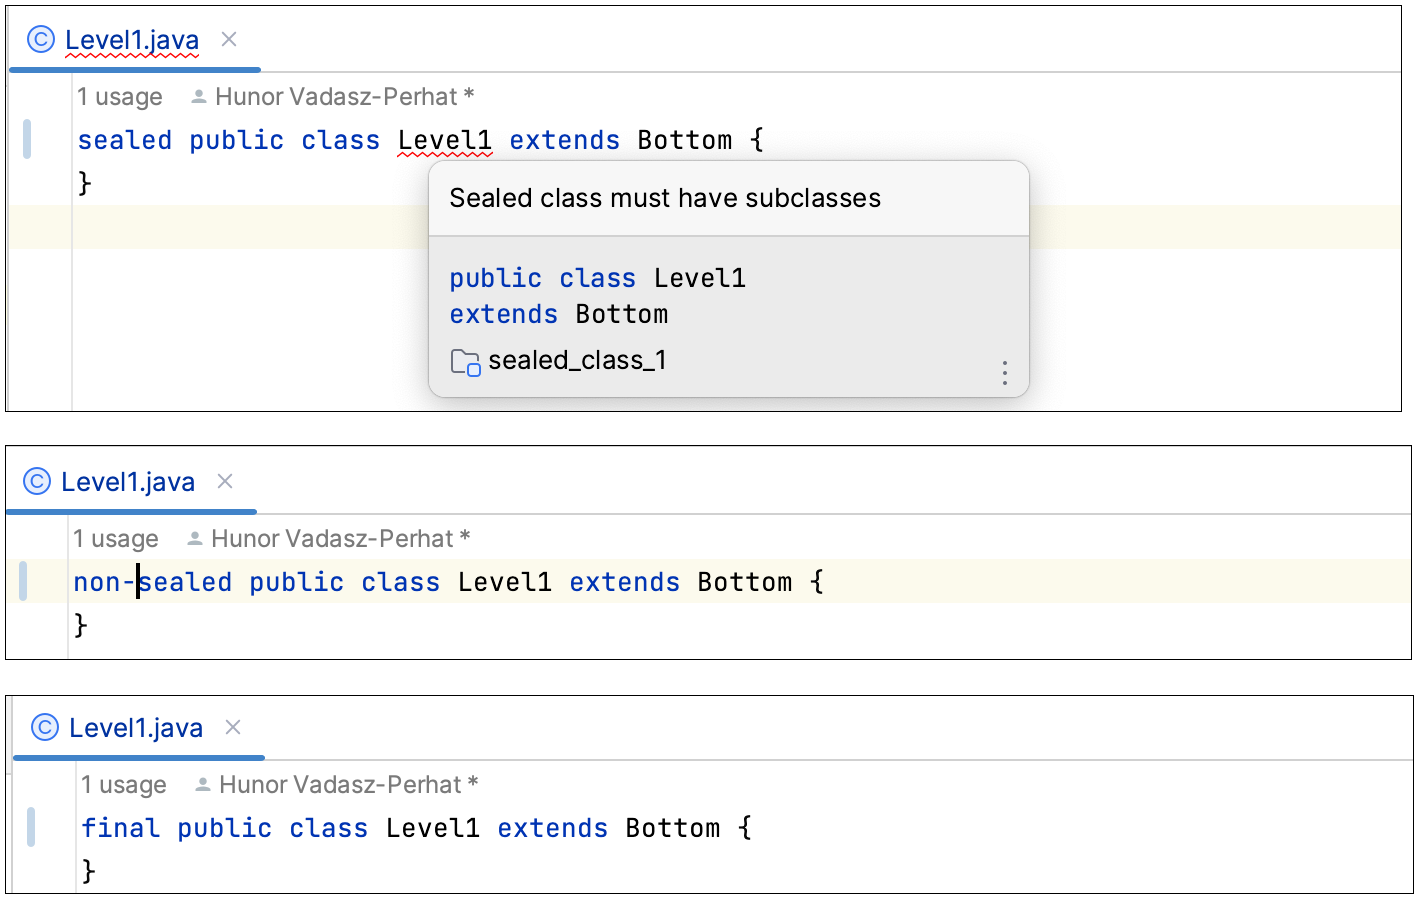 Level1.java
1 usage Hunor Vadasz-Perhat *
sealed public class Level1 extends Bottom {
}
Sealed class must have subclasses
public class Level1
extends Bottom
sealed_class_1
Level1.java
1 usage Hunor Vadasz-Perhat *
non-sealed public class Level1 extends Bottom {
}
Level1.java
1 usage Hunor Vadasz-Perhat *
final public class Level1 extends Bottom {
}